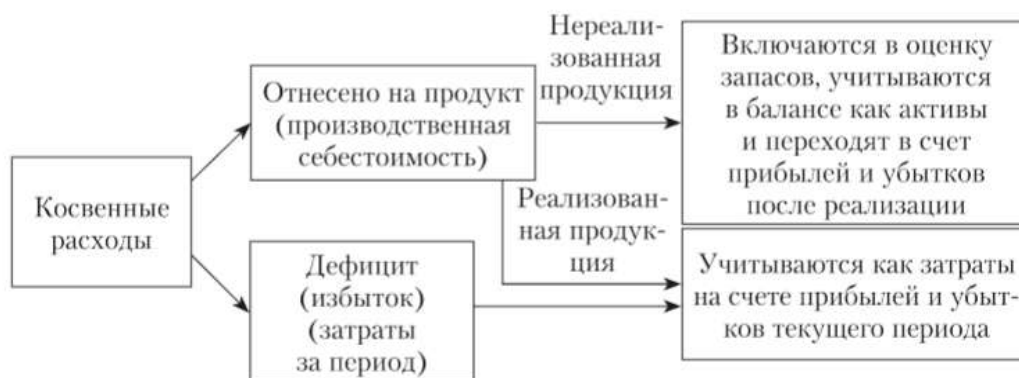 Косвенные
расходы
Отнесено на продукт
(производственная
себестоимость)
Дефицит
(избыток)
(затраты
за период)
Нереали-
зованная
продукция
Реализован-
ная продук-
ция
Включаются в оценку
запасов, учитываются
в балансе как активы
и переходят в счет
прибылей и убытков
после реализации
Учитываются как затраты
на счете прибылей и убыт-
ков текущего периода